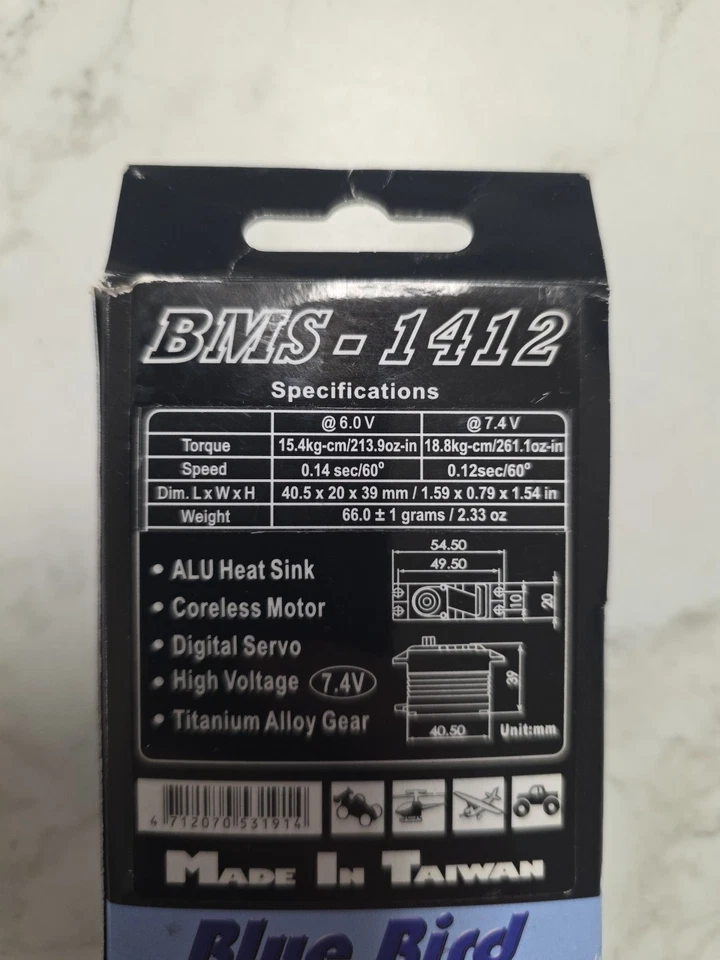 BMS - 1412
Specifications
@ 6.0 V @ 7.4 V
Torque 15.4kg-cm/213.9oz-in 18.8kg-cm/261.1oz-in
Speed 0.14 sec/60º 0.12sec/60º
Dim. L x W x H 40.5 x 20 x 39 mm / 1.59 x 0.79 x 1.54 in
Weight 66.0 ± 1 grams / 2.33 oz
• ALU Heat Sink
• Coreless Motor
• Digital Servo
• High Voltage 7.4V
• Titanium Alloy Gear
54.50
49.50
10
20
39
40.50 Unit:mm
4 712070 531914
MADE IN TAIWAN
Blue Bird